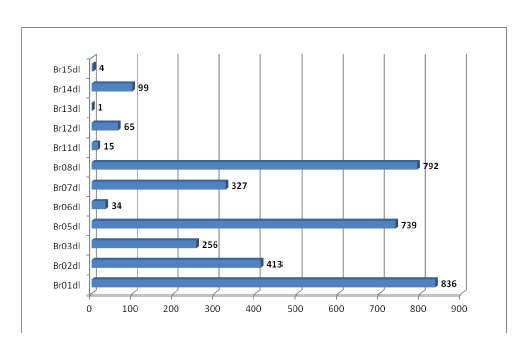 Br15dl 4
Br14dl 99
Br13dl 1
Br12dl 65
Br11dl 15
Br08dl 792
Br07dl 327
Br06dl 34
Br05dl 739
Br03dl 256
Br02dl 413
Br01dl 836
0 100 200 300 400 500 600 700 800 900